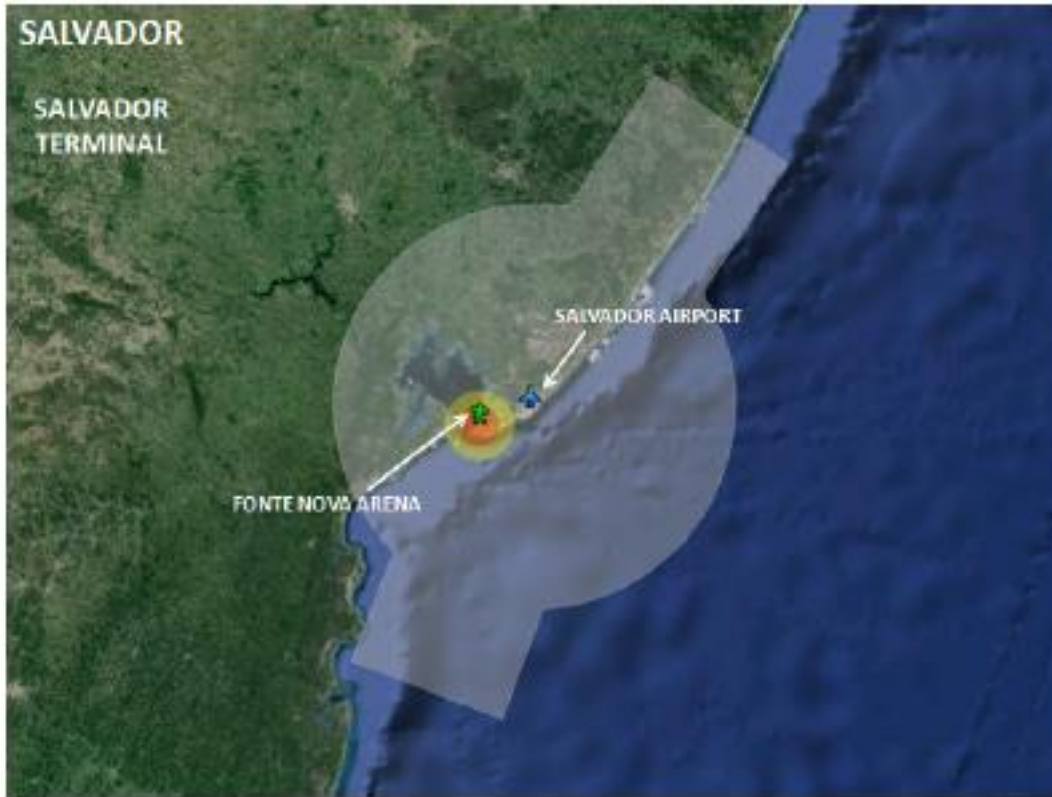 SALVADOR
SALVADOR
TERMINAL
SALVADOR AIRPORT
FONTE NOVA ARENA